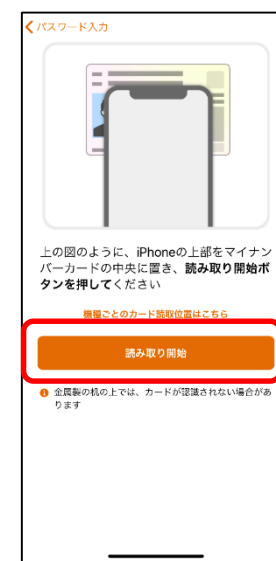 パスワード入力
上の図のように、iPhoneの上部をマイナン
バーカードの中央に置き、読み取り開始ボ
タンを押してください
機種ごとのカード読取位置はこちら
読み取り開始
金属製の机の上では、カードが認識されない場合があ
ります